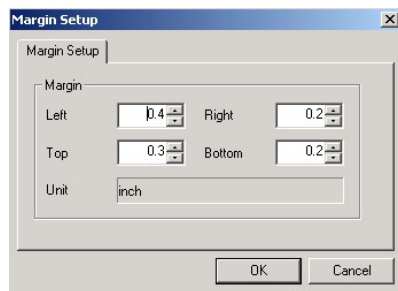 Margin Setup
Margin Setup
Margin
Left 0.4 Right 0.2
Top 0.3 Bottom 0.2
Unit inch
OK Cancel